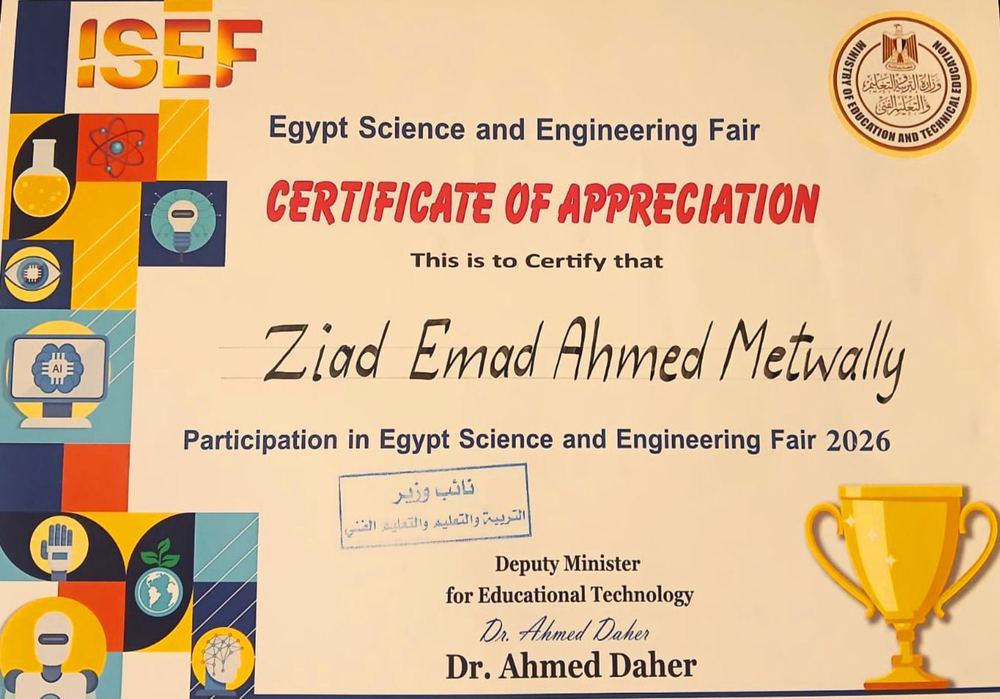 ISEF
MINISTRY OF EDUCATION AND TECHNICAL EDUCATION
وزارة التربية والتعليم
والتعليم الفني
Egypt Science and Engineering Fair
CERTIFICATE OF APPRECIATION
This is to Certify that
Ziad Emad Ahmed Metwally
Participation in Egypt Science and Engineering Fair 2026
AI
نائب وزير
التربية والتعليم والتعليم الفني
Deputy Minister
for Educational Technology
Dr. Ahmed Daher
Dr. Ahmed Daher